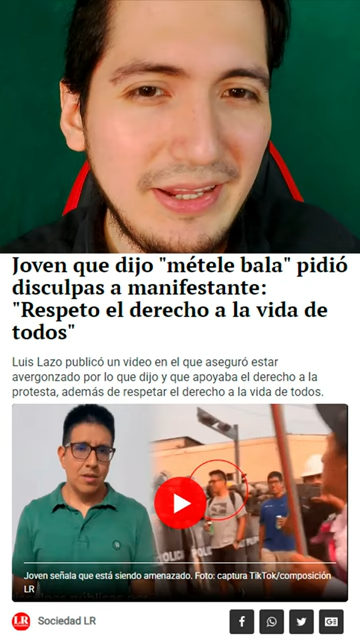 Joven que dijo "métele bala" pidió
disculpas a manifestante:
"Respeto el derecho a la vida de
todos"
Luis Lazo publicó un video en el que aseguró estar
avergonzado por lo que dijo y que apoyaba el derecho a la
protesta, además de respetar el derecho a la vida de todos.
POLICIA
Joven señala que está siendo amenazado. Foto: captura TikTok/composición
LR
LR Sociedad LR